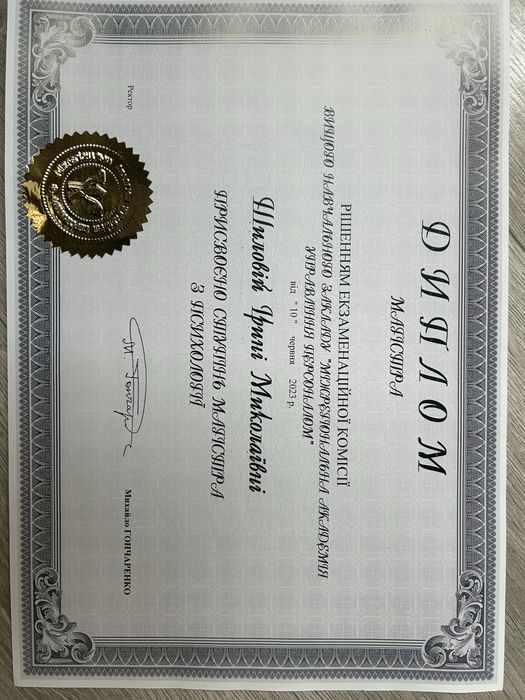 ДИПЛОМ
МАГІСТРА
РІШЕННЯМ ЕКЗАМЕНАЦІЙНОЇ КОМІСІЇ
ВИЩОГО НАВЧАЛЬНОГО ЗАКЛАДУ "МІЖРЕГІОНАЛЬНА АКАДЕМІЯ
УПРАВЛІННЯ ПЕРСОНАЛОМ"
від " 10 " червня 2023 р.
Шиловій Ірині Миколаївні
ПРИСВОЄНО СТУПІНЬ МАГІСТРА
З ПСИХОЛОГІЇ
Ректор
Михайло ГОНЧАРЕНКО